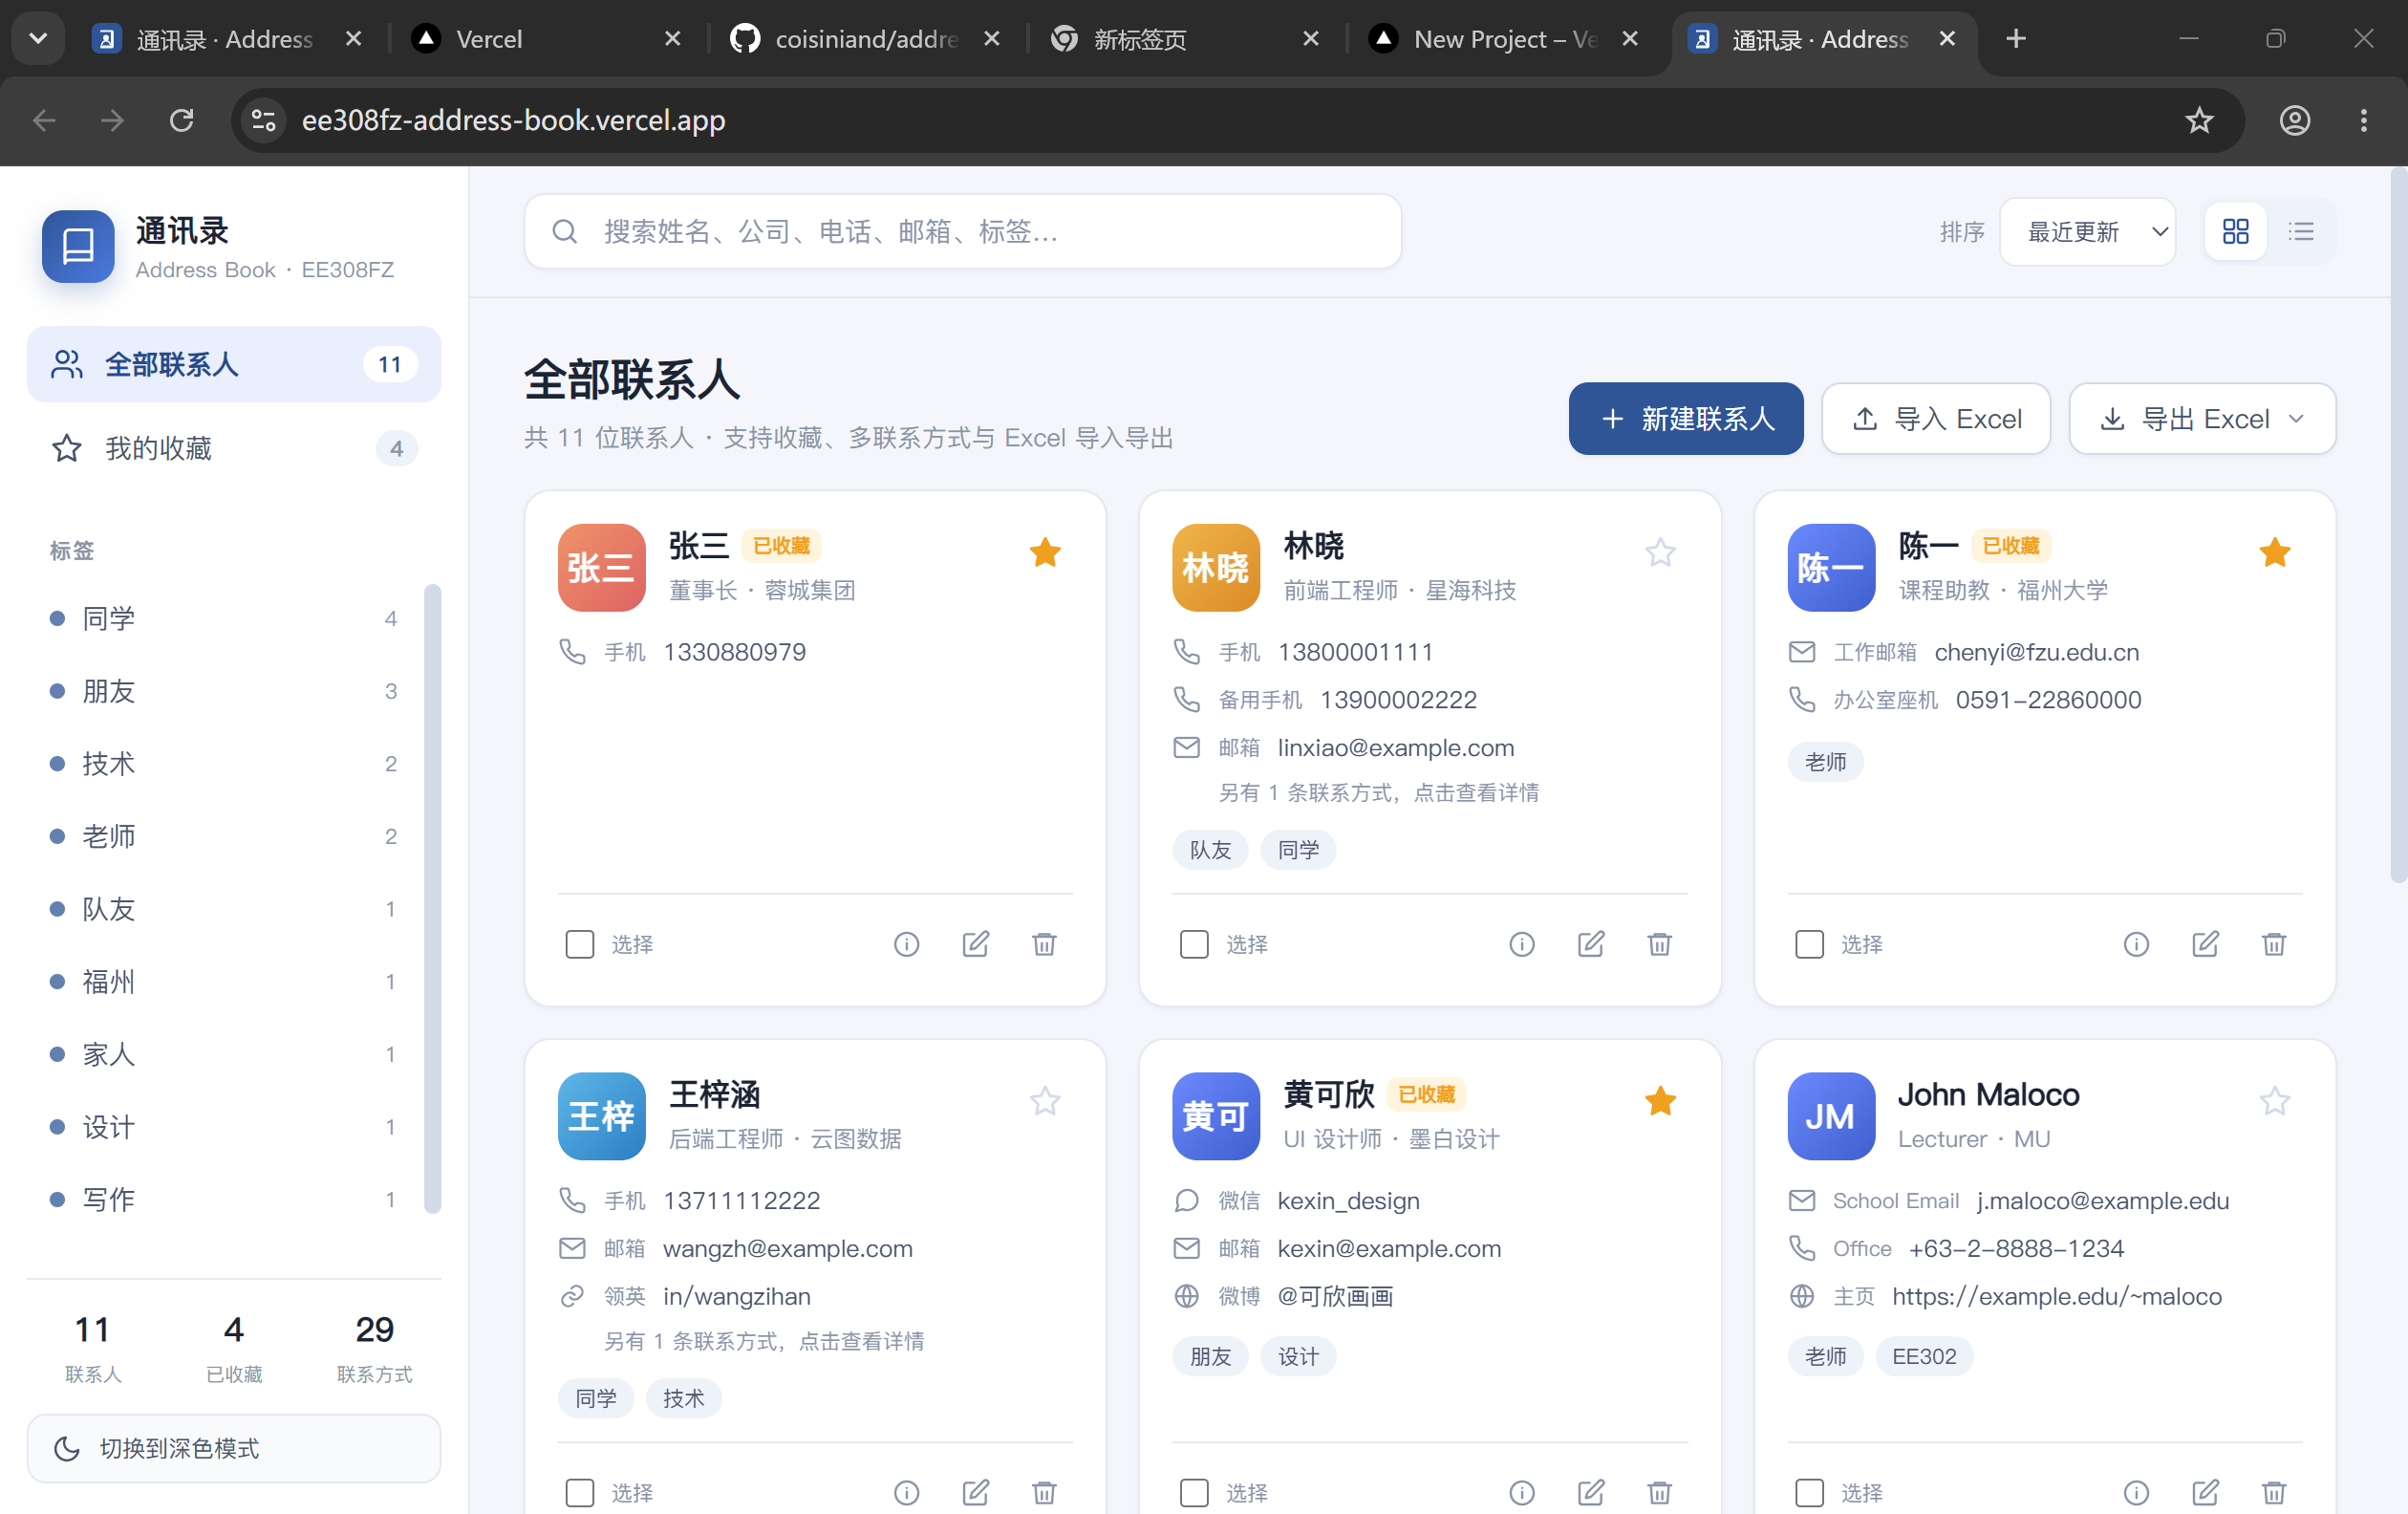 通讯录 · Address
Vercel
coisiniand/addre
新标签页
New Project – Ve
通讯录 · Address
ee308fz-address-book.vercel.app
通讯录
Address Book · EE308FZ
全部联系人 11
我的收藏 4
标签
同学 4
朋友 3
技术 2
老师 2
队友 1
福州 1
家人 1
设计 1
写作 1
11 4 29
联系人 已收藏 联系方式
切换到深色模式
搜索姓名、公司、电话、邮箱、标签...
排序 最近更新
全部联系人
共 11 位联系人 · 支持收藏、多联系方式与 Excel 导入导出
新建联系人
导入 Excel
导出 Excel
张三
张三 已收藏
董事长 · 蓉城集团
手机 1330880979
选择
林晓
林晓
前端工程师 · 星海科技
手机 13800001111
备用手机 13900002222
邮箱 linxiao@example.com
另有 1 条联系方式，点击查看详情
队友 同学
选择
陈一
陈一 已收藏
课程助教 · 福州大学
工作邮箱 chenyi@fzu.edu.cn
办公室座机 0591-22860000
老师
选择
王梓
王梓涵
后端工程师 · 云图数据
手机 13711112222
邮箱 wangzh@example.com
领英 in/wangzihan
另有 1 条联系方式，点击查看详情
同学 技术
选择
黄可
黄可欣 已收藏
UI 设计师 · 墨白设计
微信 kexin_design
邮箱 kexin@example.com
微博 @可欣画画
朋友 设计
选择
JM
John Maloco
Lecturer · MU
School Email j.maloco@example.edu
Office +63-2-8888-1234
主页 https://example.edu/~maloco
老师 EE302
选择